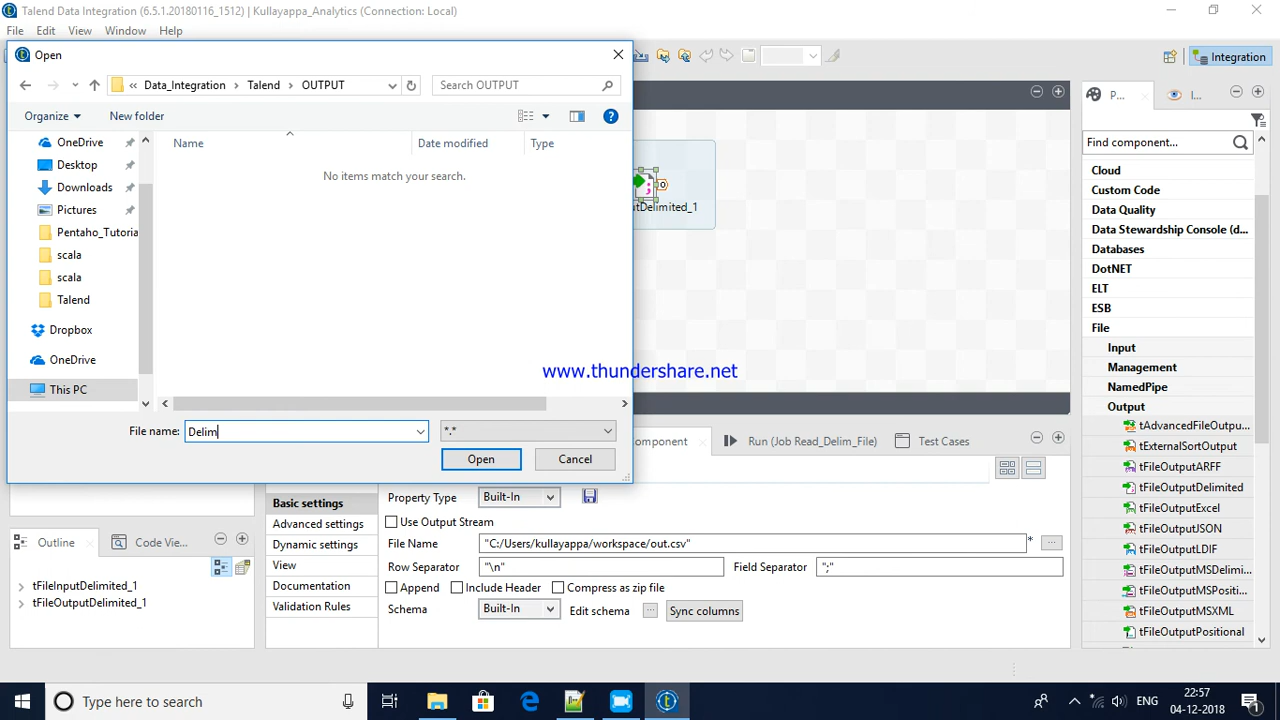 Talend Data Integration (6.5.1.20180116_1512) | Kullayappa_Analytics (Connection: Local)
File Edit View Window Help
Open
« Data_Integration > Talend > OUTPUT
Search OUTPUT
Integration
Organize
New folder
P...
I...
Name
Date modified
Type
Find component...
No items match your search.
OneDrive
Desktop
Downloads
Pictures
Pentaho_Tutoria
scala
scala
Talend
Dropbox
OneDrive
This PC
utDelimited_1
www.thundershare.net
Cloud
Custom Code
Data Quality
Data Stewardship Console (d...
Databases
DotNET
ELT
ESB
File
Input
Management
NamedPipe
Output
tAdvancedFileOutpu...
tExternalSortOutput
tFileOutputARFF
tFileOutputDelimited
tFileOutputExcel
tFileOutputJSON
tFileOutputLDIF
tFileOutputMSDelimi...
tFileOutputMSPositi...
tFileOutputMSXML
tFileOutputPositional
File name: Delim
*.*
Open
Cancel
omponent
Run (Job Read_Delim_File)
Test Cases
Basic settings
Advanced settings
Dynamic settings
View
Documentation
Validation Rules
Property Type Built-In
Use Output Stream
File Name "C:/Users/kullayappa/workspace/out.csv" * ...
Row Separator "\n" Field Separator ";"
Append Include Header Compress as zip file
Schema Built-In Edit schema ... Sync columns
Outline
Code Vie...
tFileInputDelimited_1
tFileOutputDelimited_1
Type here to search
ENG
22:57
04-12-2018
1